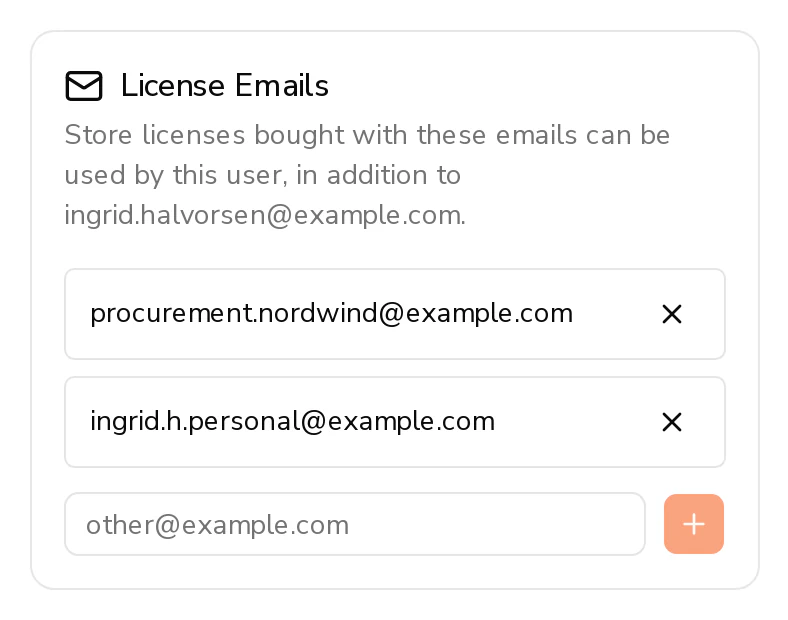 License Emails
Store licenses bought with these emails can be
used by this user, in addition to
ingrid.halvorsen@example.com.
procurement.nordwind@example.com
ingrid.h.personal@example.com
other@example.com